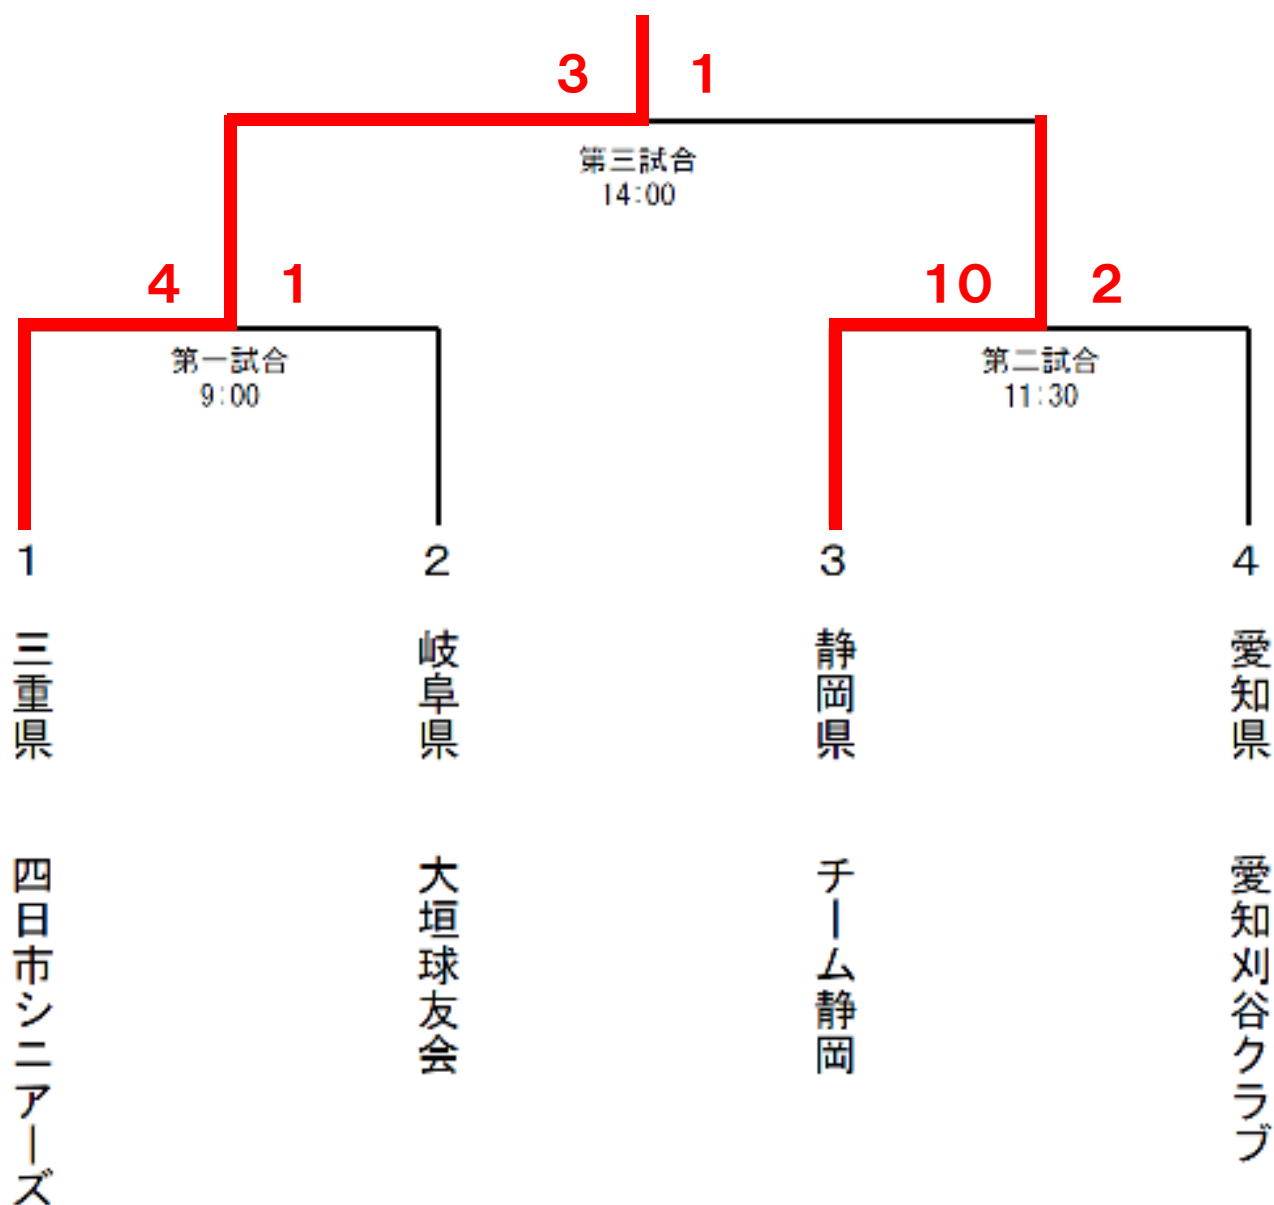 3 1
第三試合
14:00
4 1
10 2
第一試合
9:00
第二試合
11:30
1
2
3
4
三重県 四日市シニアーズ
岐阜県 大垣球友会
静岡県 チーム静岡
愛知県 愛知刈谷クラブ